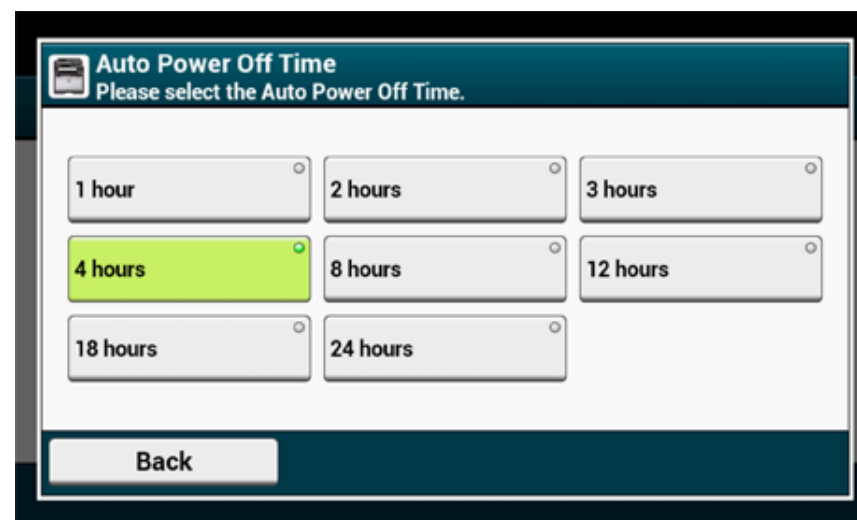 Auto Power Off Time
Please select the Auto Power Off Time.
1 hour
2 hours
3 hours
4 hours
8 hours
12 hours
18 hours
24 hours
Back